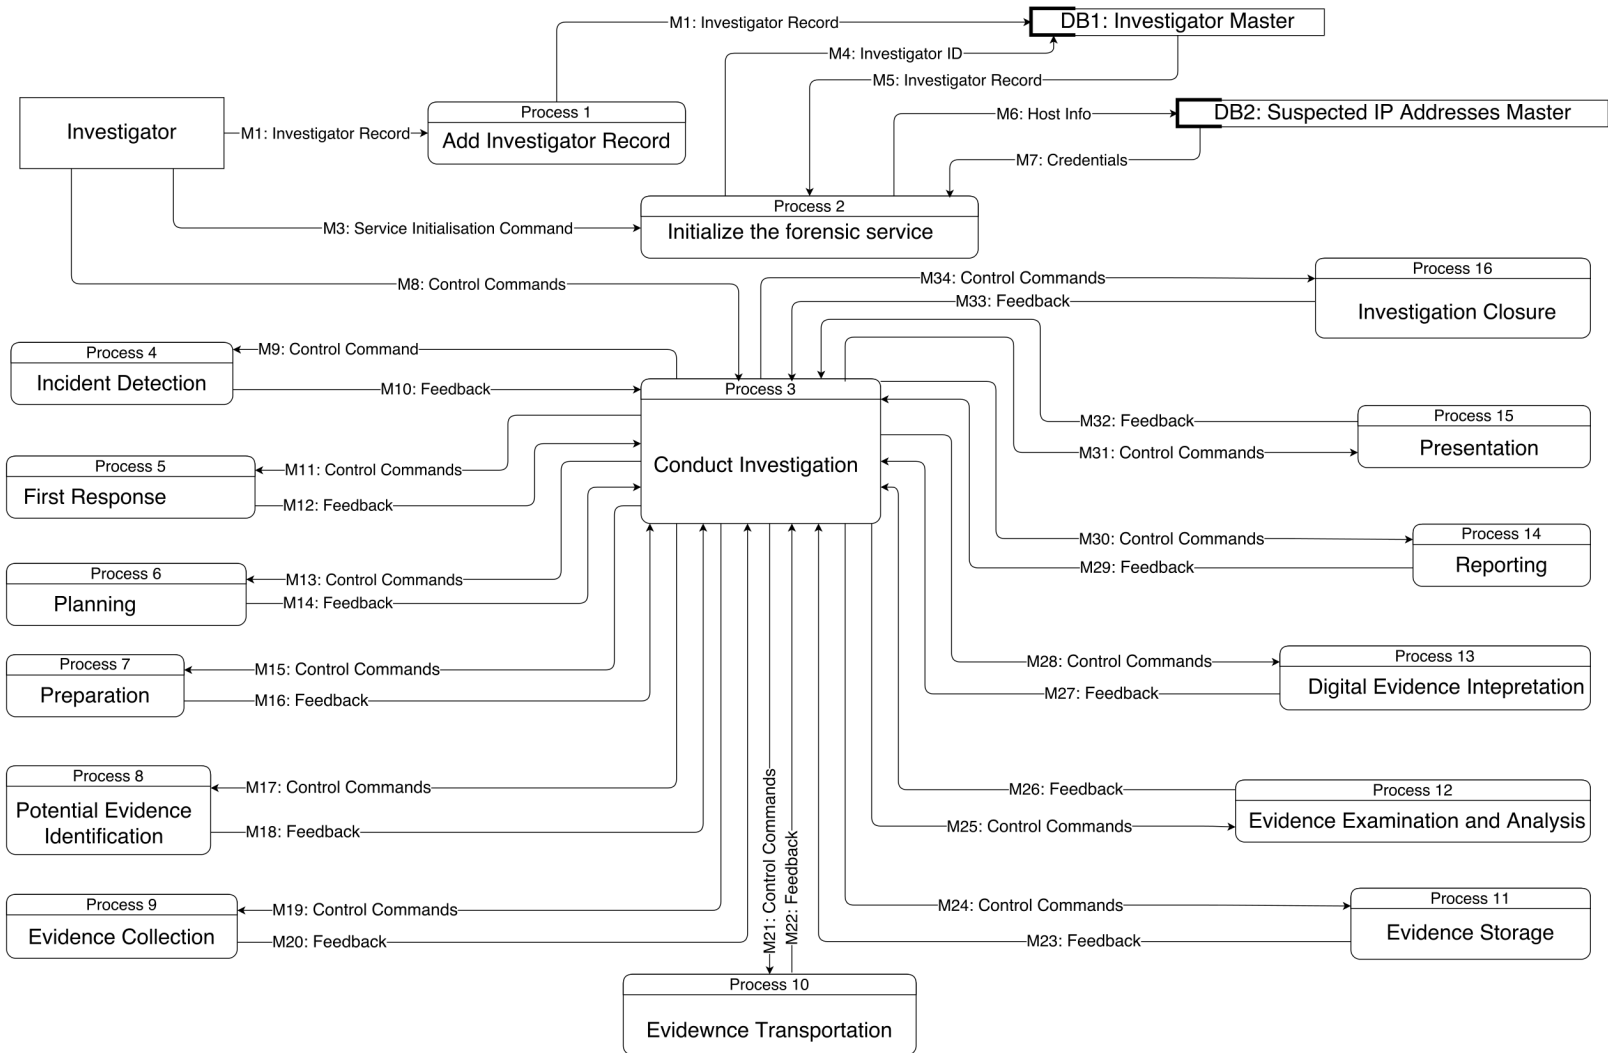 M1: Investigator Record
DB1: Investigator Master
M4: Investigator ID
M5: Investigator Record
Investigator
M1: Investigator Record
Process 1
Add Investigator Record
M6: Host Info
DB2: Suspected IP Addresses Master
M7: Credentials
Process 2
Initialize the forensic service
M3: Service Initialisation Command
M8: Control Commands
M34: Control Commands
M33: Feedback
Process 16
Investigation Closure
Process 4
Incident Detection
M9: Control Command
M10: Feedback
Process 3
Conduct Investigation
M32: Feedback
M31: Control Commands
Process 15
Presentation
Process 5
First Response
M11: Control Commands
M12: Feedback
M30: Control Commands
M29: Feedback
Process 14
Reporting
Process 6
Planning
M13: Control Commands
M14: Feedback
M28: Control Commands
M27: Feedback
Process 13
Digital Evidence Intepretation
Process 7
Preparation
M15: Control Commands
M16: Feedback
Process 8
Potential Evidence
Identification
M17: Control Commands
M18: Feedback
M21: Control Commands
M22: Feedback
M26: Feedback
M25: Control Commands
Process 12
Evidence Examination and Analysis
Process 9
Evidence Collection
M19: Control Commands
M20: Feedback
M24: Control Commands
M23: Feedback
Process 11
Evidence Storage
Process 10
Evidewnce Transportation